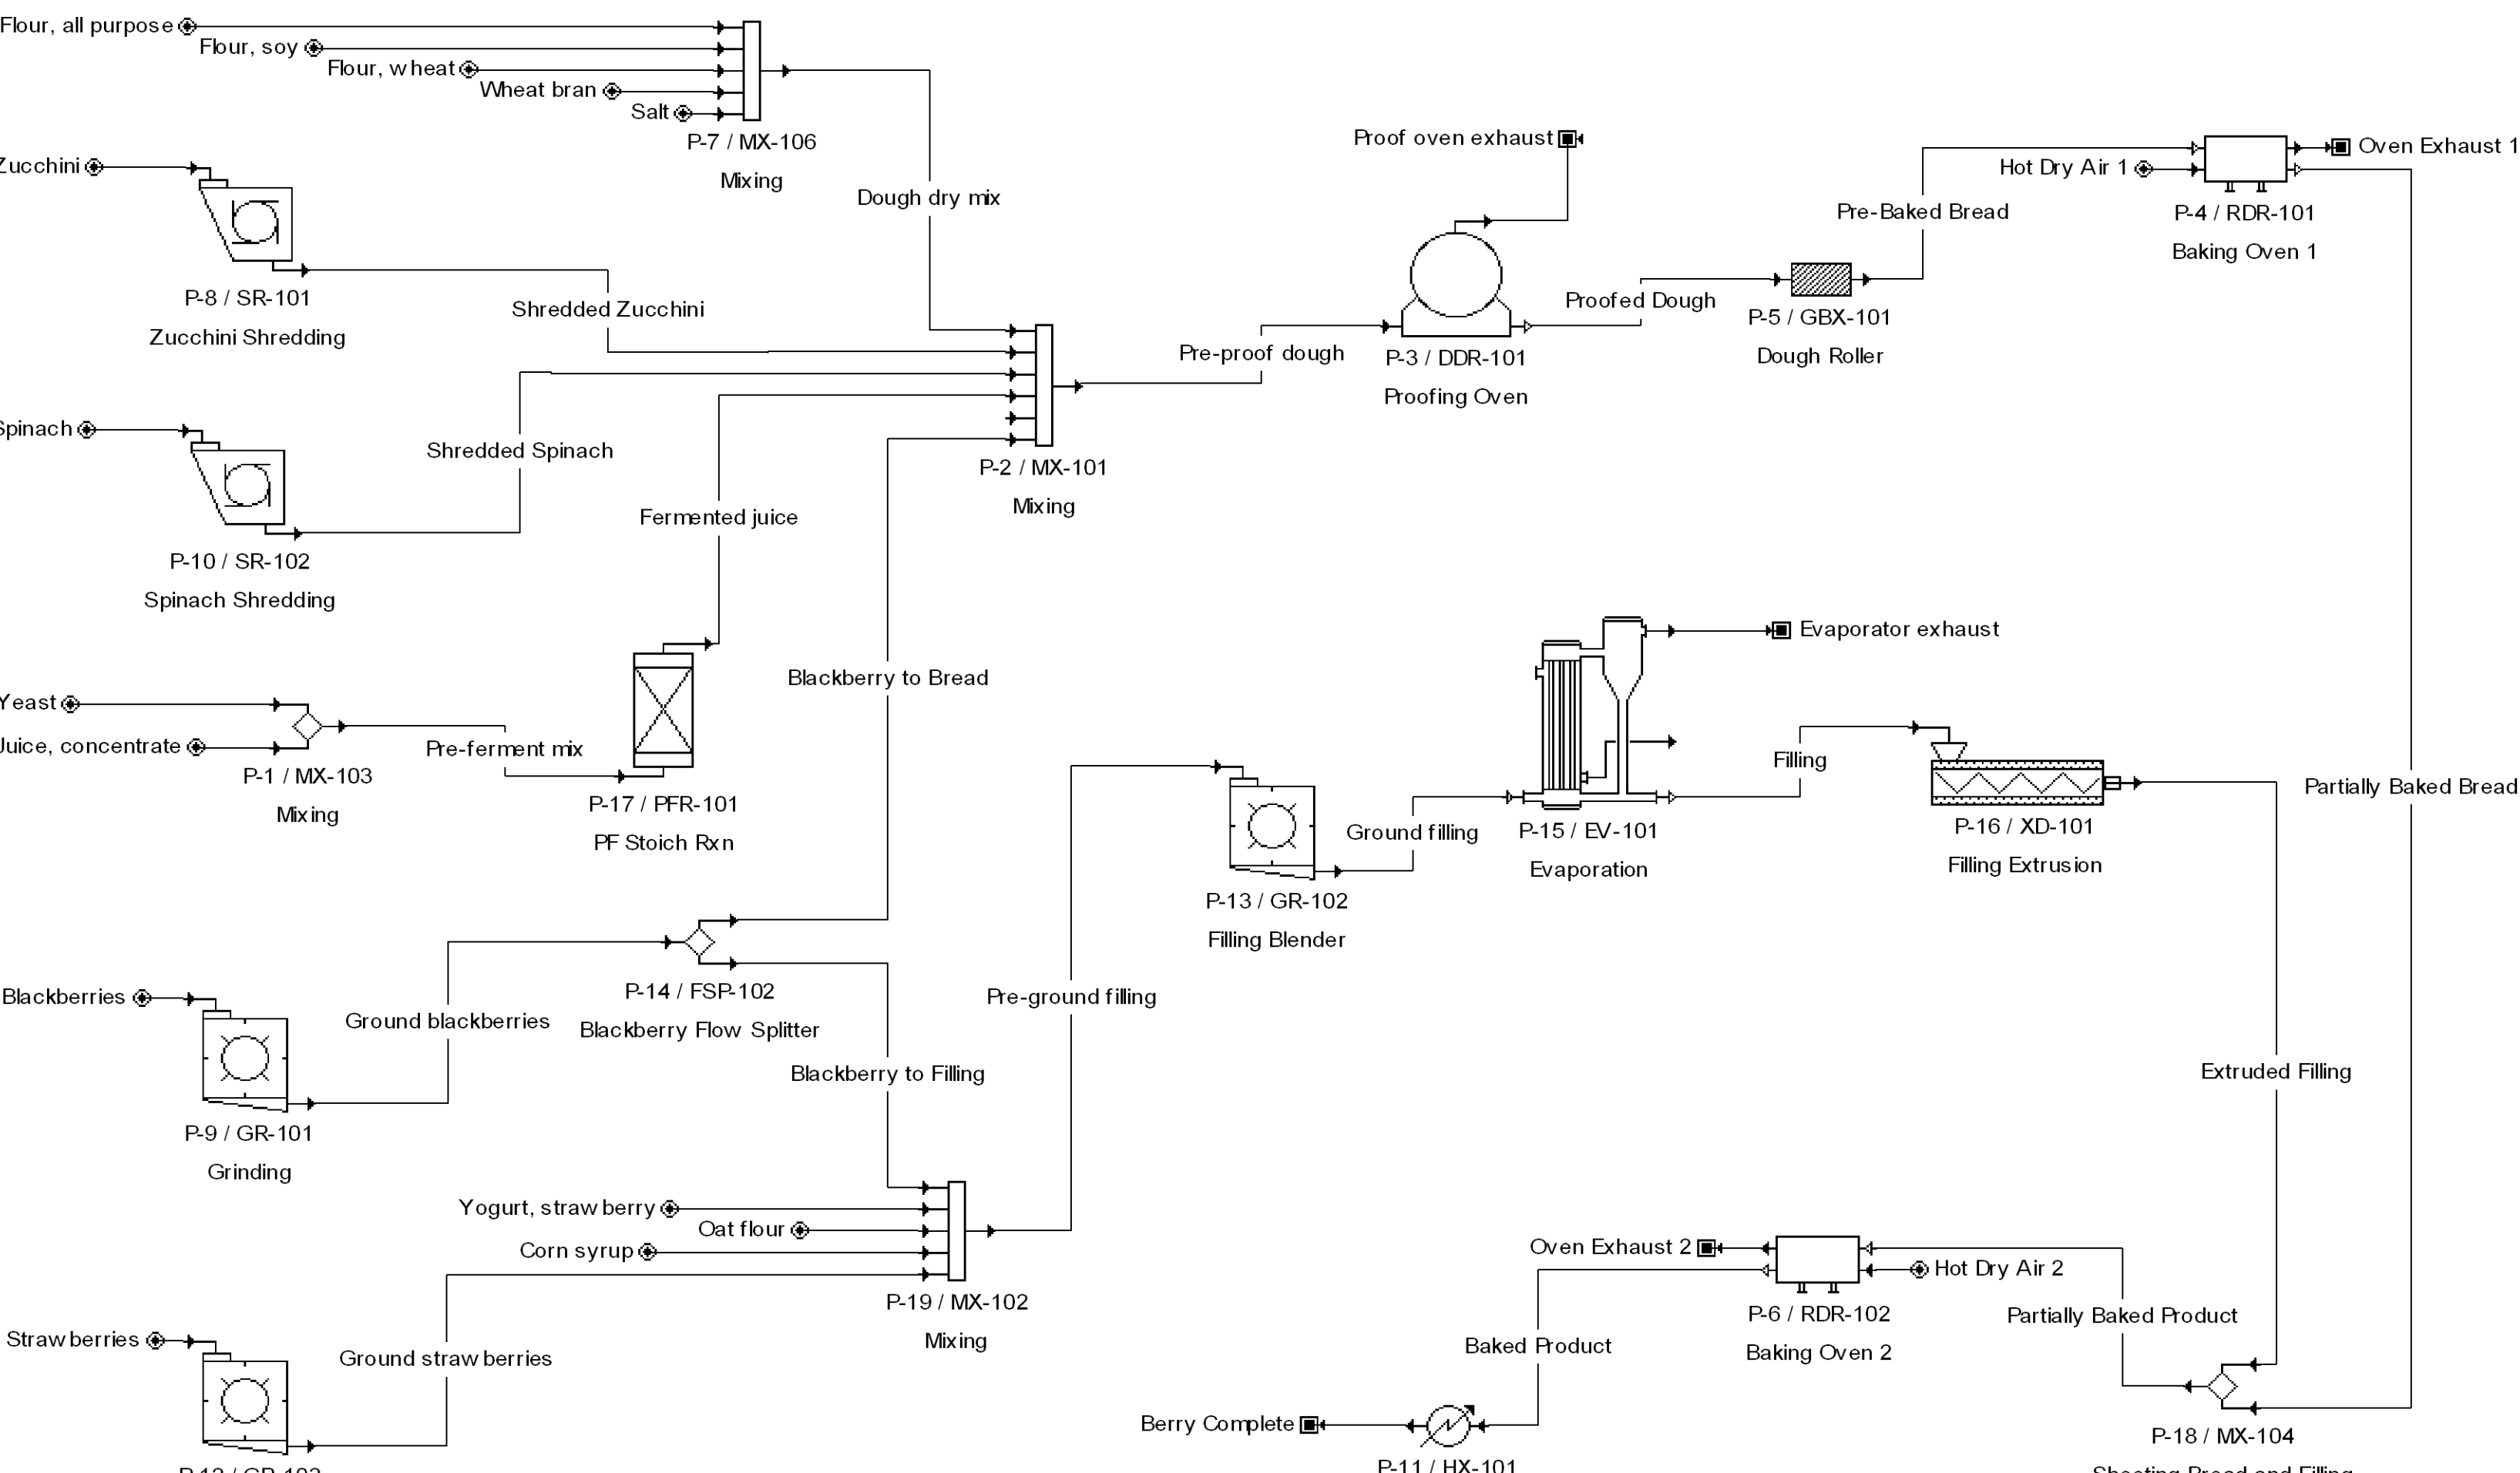 Flour, all purpose
Flour, soy
Flour, wheat
Wheat bran
Salt
P-7 / MX-106
Mixing
Dough dry mix
Zucchini
P-8 / SR-101
Zucchini Shredding
Shredded Zucchini
Spinach
P-10 / SR-102
Spinach Shredding
Shredded Spinach
Yeast
Juice, concentrate
P-1 / MX-103
Mixing
Pre-ferment mix
P-17 / PFR-101
PF Stoich Rxn
Fermented juice
P-2 / MX-101
Mixing
Pre-proof dough
Proof oven exhaust
P-3 / DDR-101
Proofing Oven
Proofed Dough
P-5 / GBX-101
Dough Roller
Pre-Baked Bread
Hot Dry Air 1
Oven Exhaust 1
P-4 / RDR-101
Baking Oven 1
Partially Baked Bread
Blackberries
P-9 / GR-101
Grinding
Ground blackberries
P-14 / FSP-102
Blackberry Flow Splitter
Blackberry to Bread
Blackberry to Filling
Yogurt, strawberry
Oat flour
Corn syrup
P-19 / MX-102
Mixing
Strawberries
Ground strawberries
Pre-ground filling
P-13 / GR-102
Filling Blender
Ground filling
Evaporator exhaust
P-15 / EV-101
Evaporation
Filling
P-16 / XD-101
Filling Extrusion
Extruded Filling
Oven Exhaust 2
Hot Dry Air 2
P-6 / RDR-102
Baking Oven 2
Partially Baked Product
Baked Product
Berry Complete
P-11 / HX-101
P-18 / MX-104
Sheeting Bread and Filling